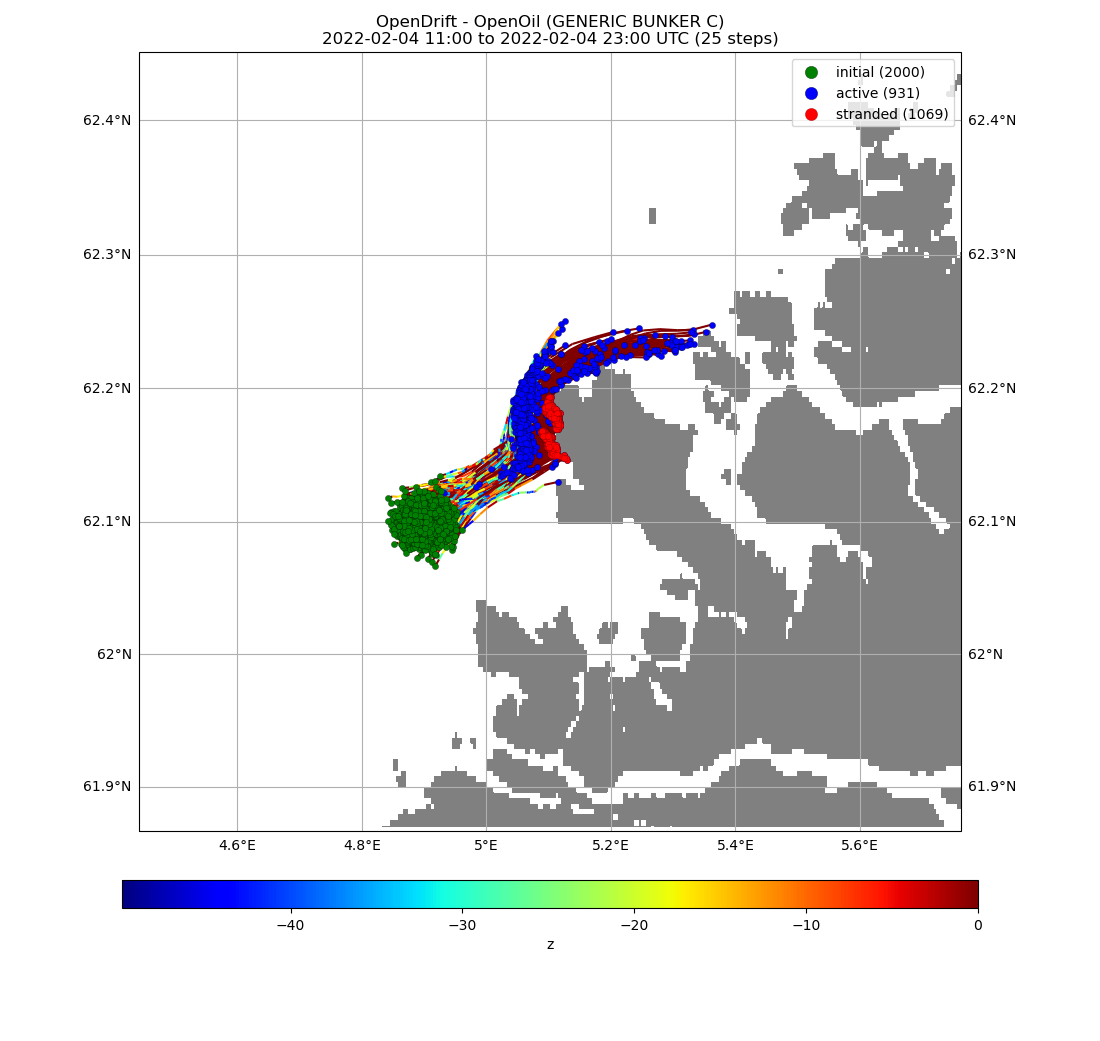 OpenDrift - OpenOil (GENERIC BUNKER C)
2022-02-04 11:00 to 2022-02-04 23:00 UTC (25 steps)
initial (2000)
active (931)
stranded (1069)
62.4°N 62.4°N
62.3°N 62.3°N
62.2°N 62.2°N
62.1°N 62.1°N
62°N 62°N
61.9°N 61.9°N
4.6°E 4.8°E 5°E 5.2°E 5.4°E 5.6°E
−40 −30 −20 −10 0
z